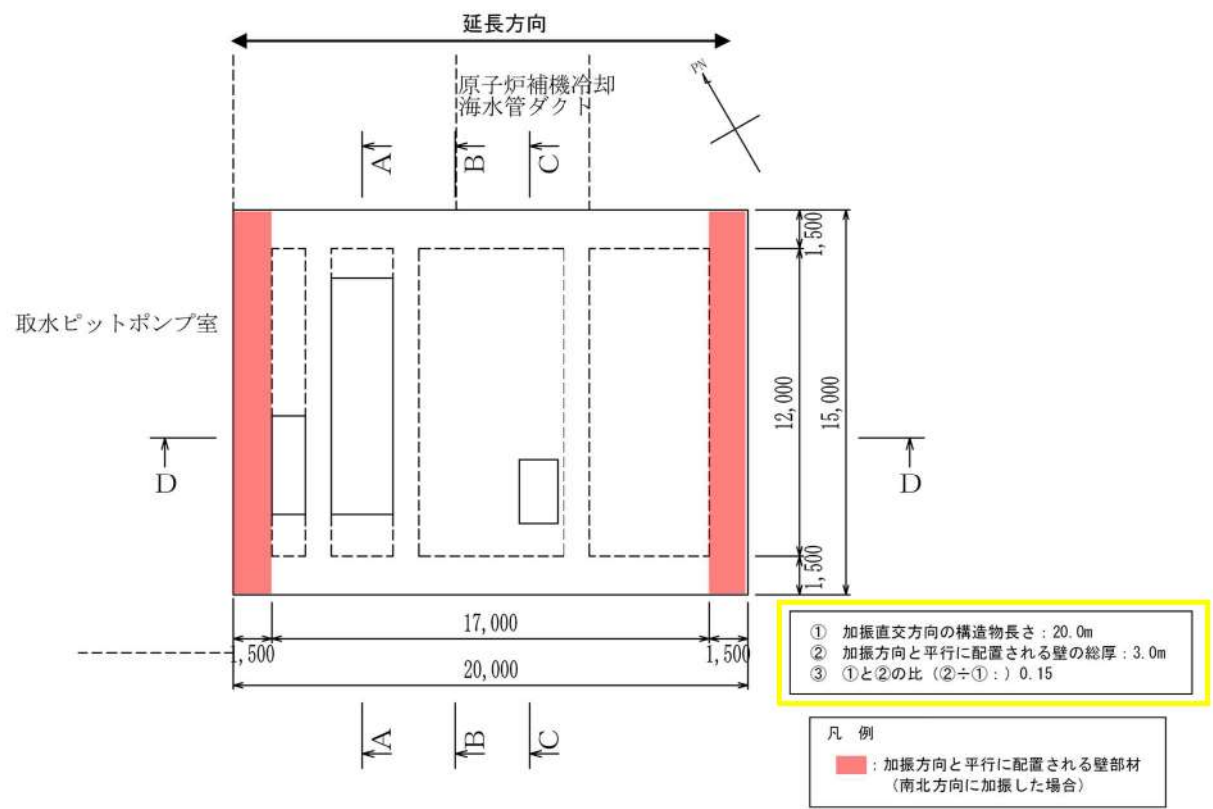 延長方向
原子炉補機冷却
海水管ダクト
PN
A
B
C
1,500
取水ピットポンプ室
12,000
15,000
D
D
1,500
17,000
1,500
1,500
20,000
① 加振直交方向の構造物長さ：20.0m
② 加振方向と平行に配置される壁の総厚：3.0m
③ ①と②の比（②÷①：）0.15
A
B
C
凡 例
：加振方向と平行に配置される壁部材
（南北方向に加振した場合）